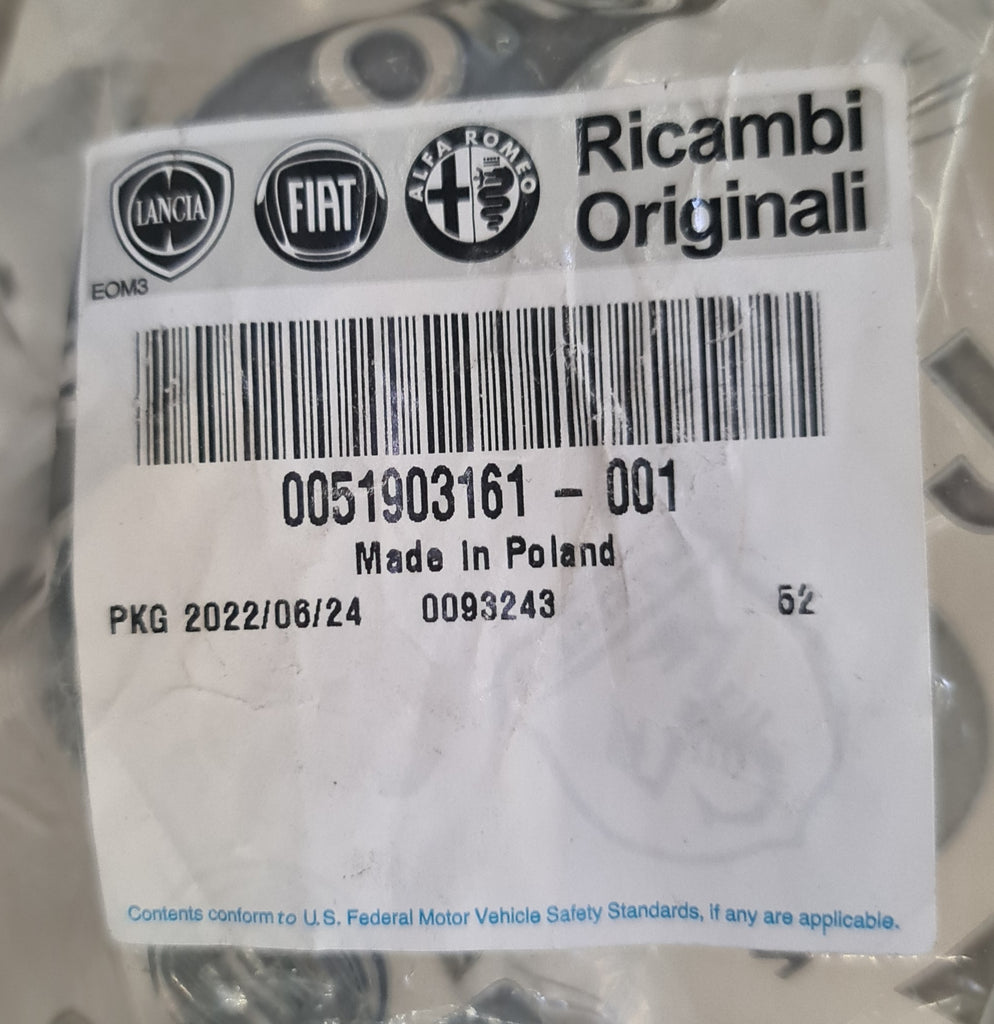 LANCIA
FIAT
ALFA ROMEO
Ricambi
Originali
EOM3
0051903161 - 001
Made In Poland
PKG 2022/06/24 0093243 52
Contents conform to U.S. Federal Motor Vehicle Safety Standards, if any are applicable.